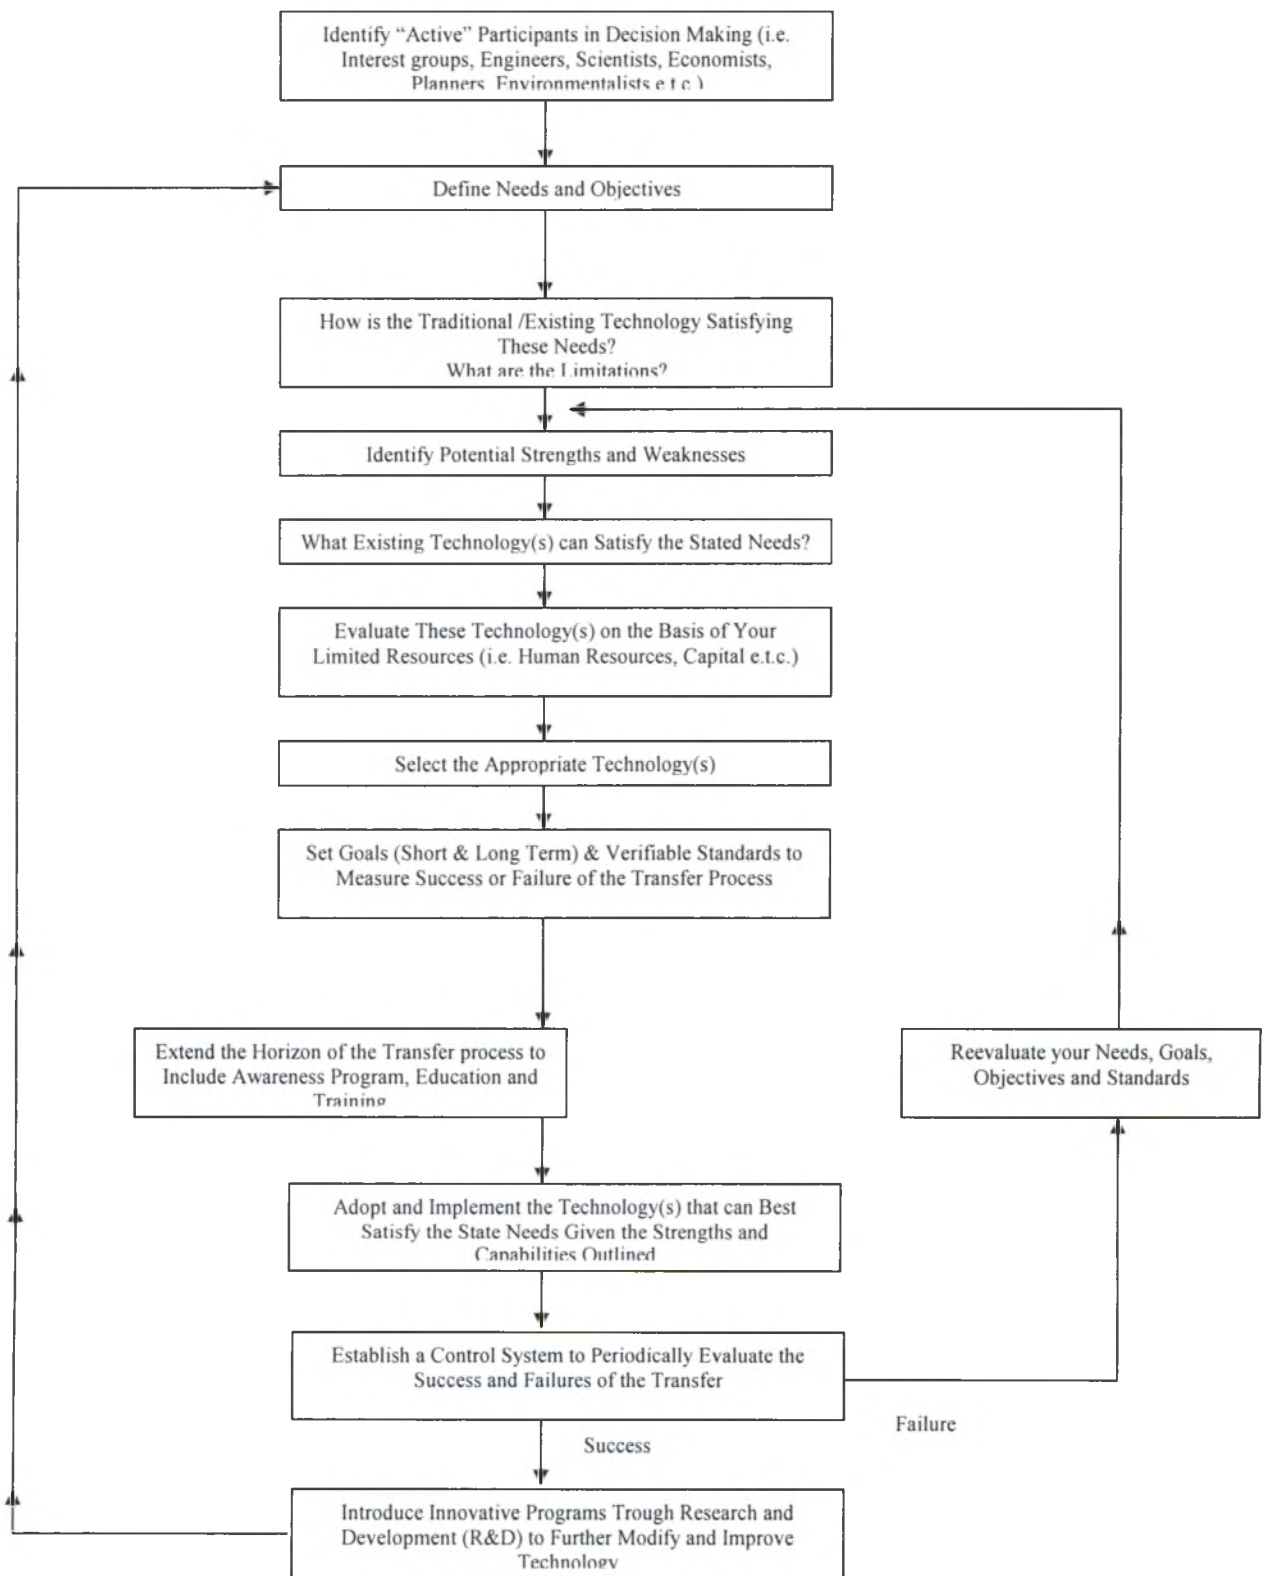 Identify “Active” Participants in Decision Making (i.e.
Interest groups, Engineers, Scientists, Economists,
Planners, Environmentalists e.t.c.)
Define Needs and Objectives
How is the Traditional /Existing Technology Satisfying
These Needs?
What are the Limitations?
Identify Potential Strengths and Weaknesses
What Existing Technology(s) can Satisfy the Stated Needs?
Evaluate These Technology(s) on the Basis of Your
Limited Resources (i.e. Human Resources, Capital e.t.c.)
Select the Appropriate Technology(s)
Set Goals (Short & Long Term) & Verifiable Standards to
Measure Success or Failure of the Transfer Process
Extend the Horizon of the Transfer process to
Include Awareness Program, Education and
Training
Reevaluate your Needs, Goals,
Objectives and Standards
Adopt and Implement the Technology(s) that can Best
Satisfy the State Needs Given the Strengths and
Capabilities Outlined
Establish a Control System to Periodically Evaluate the
Success and Failures of the Transfer
Failure
Success
Introduce Innovative Programs Trough Research and
Development (R&D) to Further Modify and Improve
Technology